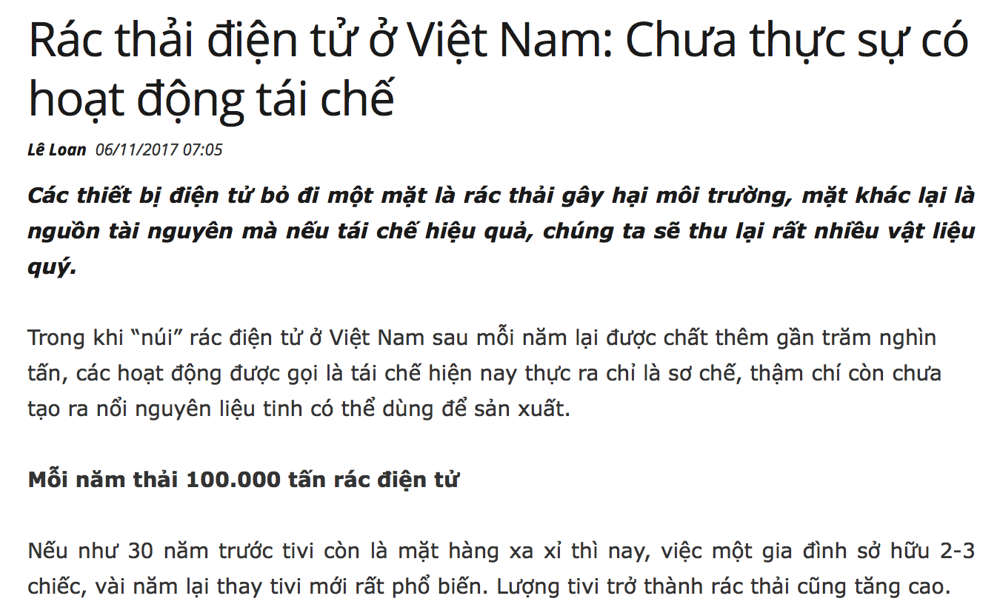 Rác thải điện tử ở Việt Nam: Chưa thực sự có
hoạt động tái chế
Lê Loan 06/11/2017 07:05
Các thiết bị điện tử bỏ đi một mặt là rác thải gây hại môi trường, mặt khác lại là
nguồn tài nguyên mà nếu tái chế hiệu quả, chúng ta sẽ thu lại rất nhiều vật liệu
quý.
Trong khi “núi” rác điện tử ở Việt Nam sau mỗi năm lại được chất thêm gần trăm nghìn
tấn, các hoạt động được gọi là tái chế hiện nay thực ra chỉ là sơ chế, thậm chí còn chưa
tạo ra nổi nguyên liệu tinh có thể dùng để sản xuất.
Mỗi năm thải 100.000 tấn rác điện tử
Nếu như 30 năm trước tivi còn là mặt hàng xa xỉ thì nay, việc một gia đình sở hữu 2-3
chiếc, vài năm lại thay tivi mới rất phổ biến. Lượng tivi trở thành rác thải cũng tăng cao.